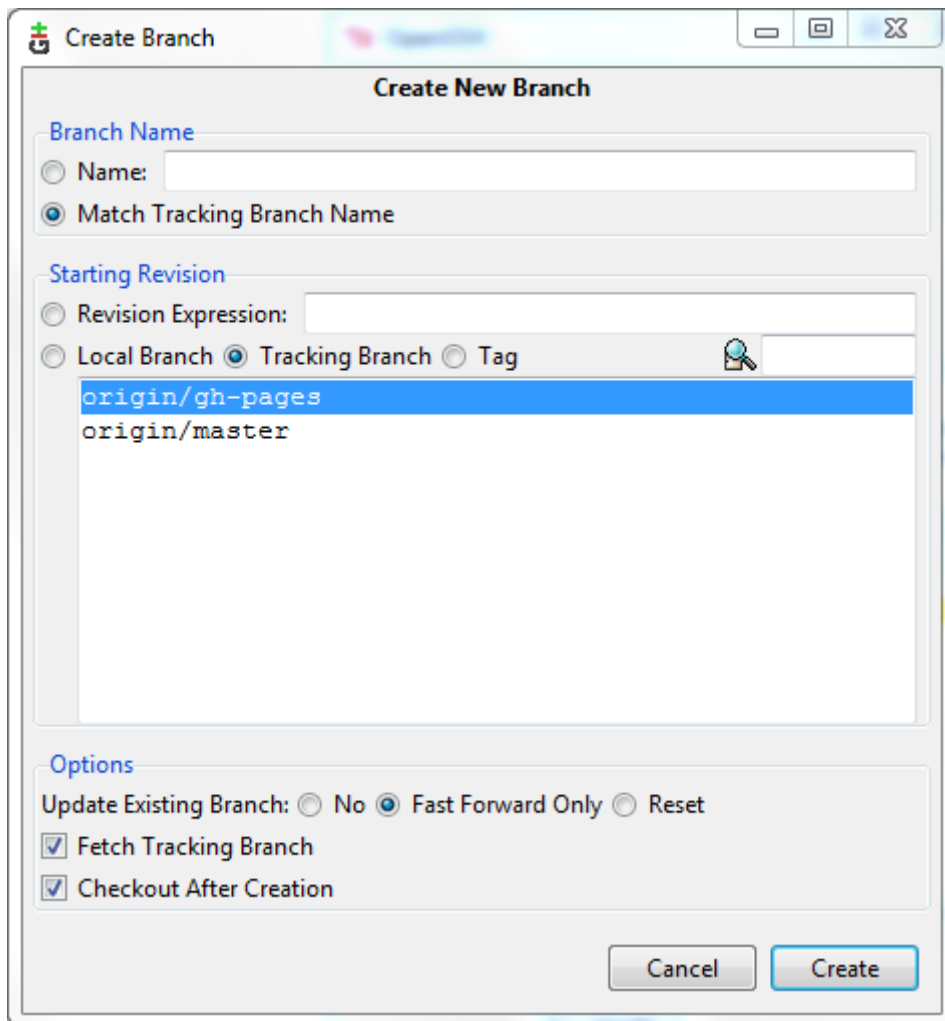 Create Branch
Create New Branch
Branch Name
Name:
Match Tracking Branch Name
Starting Revision
Revision Expression:
Local Branch Tracking Branch Tag
origin/gh-pages
origin/master
Options
Update Existing Branch: No Fast Forward Only Reset
Fetch Tracking Branch
Checkout After Creation
Cancel Create